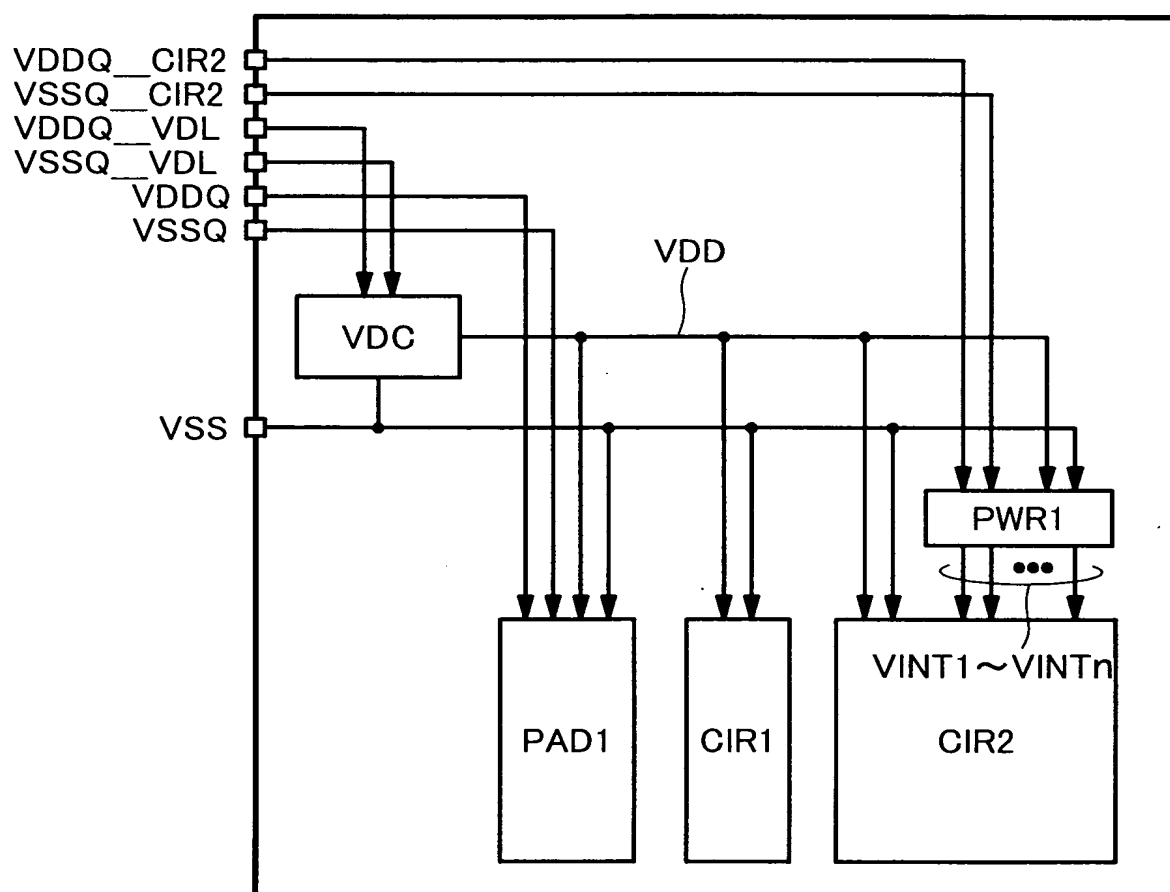 VDDQ__CIR2
VSSQ__CIR2
VDDQ__VDL
VSSQ__VDL
VDDQ
VSSQ
VDD
VDC
VSS
PWR1
VINT1～VINTn
PAD1
CIR1
CIR2